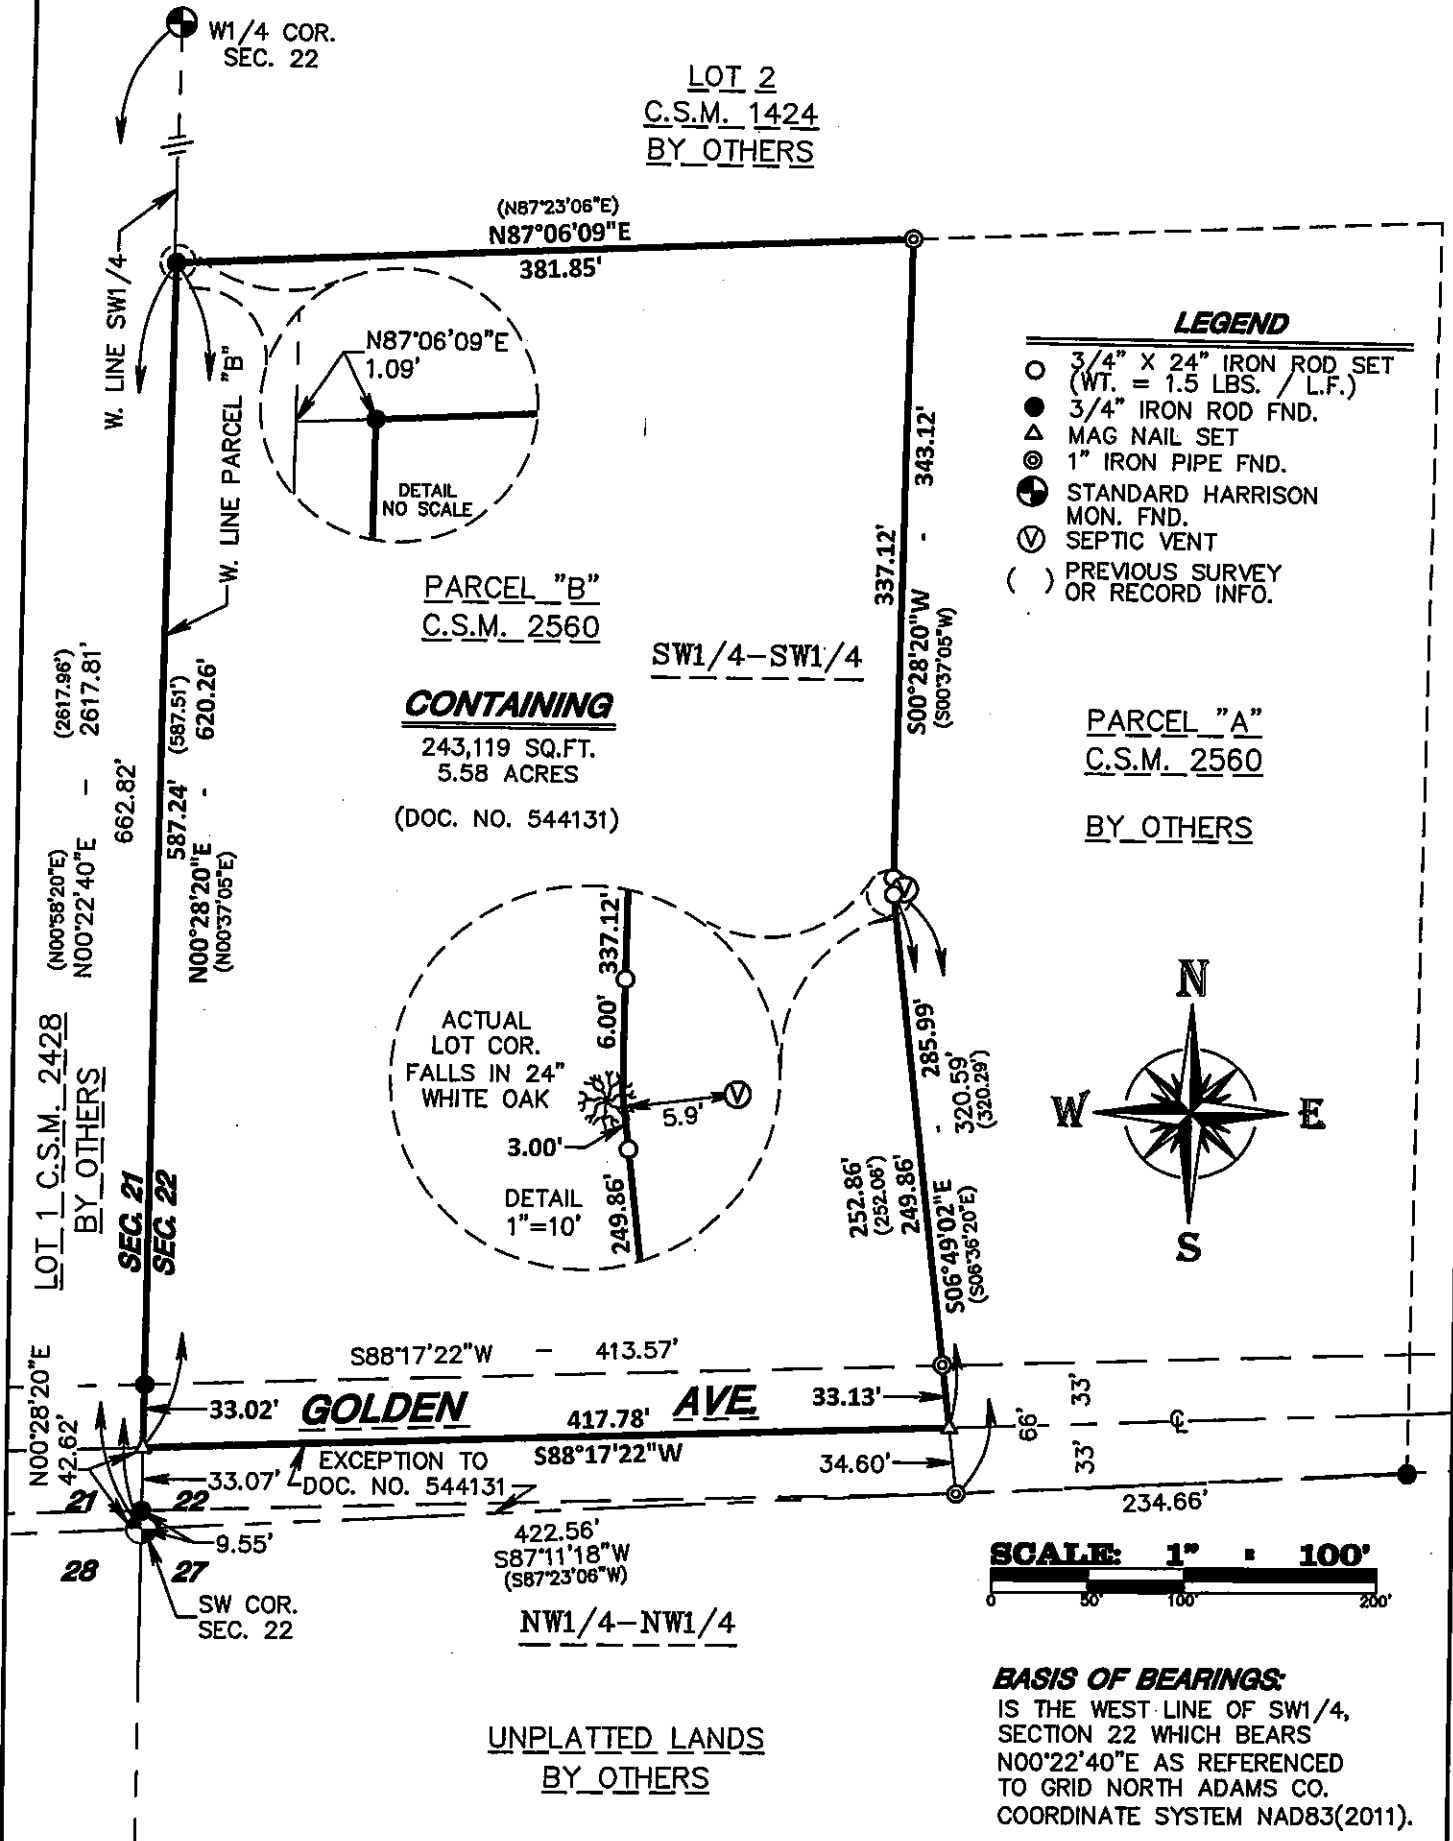 W1/4 COR.
SEC. 22
LOT 2
C.S.M. 1424
BY OTHERS
(N87°23'06"E)
N87°06'09"E
381.85'
W. LINE SW1/4
W. LINE PARCEL "B"
N87°06'09"E
1.09'
DETAIL
NO SCALE
LEGEND
3/4" X 24" IRON ROD SET
(WT. = 1.5 LBS. / L.F.)
3/4" IRON ROD FND.
MAG NAIL SET
1" IRON PIPE FND.
STANDARD HARRISON
MON. FND.
V SEPTIC VENT
( ) PREVIOUS SURVEY
OR RECORD INFO.
337.12' - 343.12'
S00°28'20"W
(S00°37'05"W)
PARCEL "B"
C.S.M. 2560
SW1/4-SW1/4
CONTAINING
243,119 SQ.FT.
5.58 ACRES
(DOC. NO. 544131)
PARCEL "A"
C.S.M. 2560
BY OTHERS
(N00°58'20"E) (2617.96')
N00°22'40"E - 2617.81'
662.82'
587.24' (587.51')
N00°28'20"E - 620.26'
(N00°37'05"E)
LOT 1 C.S.M. 2428
BY OTHERS
SEC. 21
SEC. 22
V
337.12'
6.00'
ACTUAL
LOT COR.
FALLS IN 24"
WHITE OAK
V
5.9'
3.00'
DETAIL
1"=10'
249.86'
285.99'
252.86'
(252.06')
249.86' - 320.59'
(320.29')
S06°49'02"E
(S06°36'20"E)
N
W E
S
S88°17'22"W - 413.57'
N00°28'20"E
42.62'
33.02'
GOLDEN AVE.
33.13'
417.78'
S88°17'22"W
33'
66'
33'
EXCEPTION TO
DOC. NO. 544131
33.07'
34.60'
21 22
9.55'
28 27
SW COR.
SEC. 22
422.56'
S87°11'18"W
(S87°23'06"W)
234.66'
NW1/4-NW1/4
SCALE: 1" = 100'
0 50' 100' 200'
UNPLATTED LANDS
BY OTHERS
BASIS OF BEARINGS:
IS THE WEST LINE OF SW1/4,
SECTION 22 WHICH BEARS
N00°22'40"E AS REFERENCED
TO GRID NORTH ADAMS CO.
COORDINATE SYSTEM NAD83(2011).